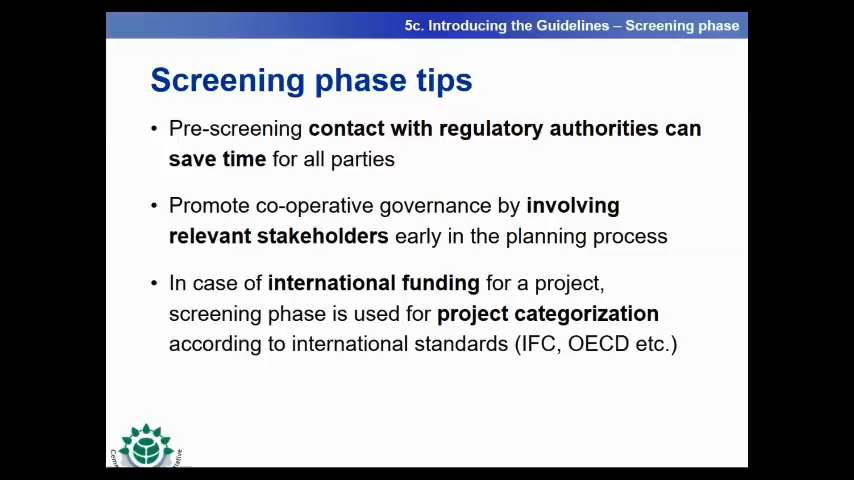 5c. Introducing the Guidelines – Screening phase
Screening phase tips
• Pre-screening contact with regulatory authorities can
save time for all parties
• Promote co-operative governance by involving
relevant stakeholders early in the planning process
• In case of international funding for a project,
screening phase is used for project categorization
according to international standards (IFC, OECD etc.)